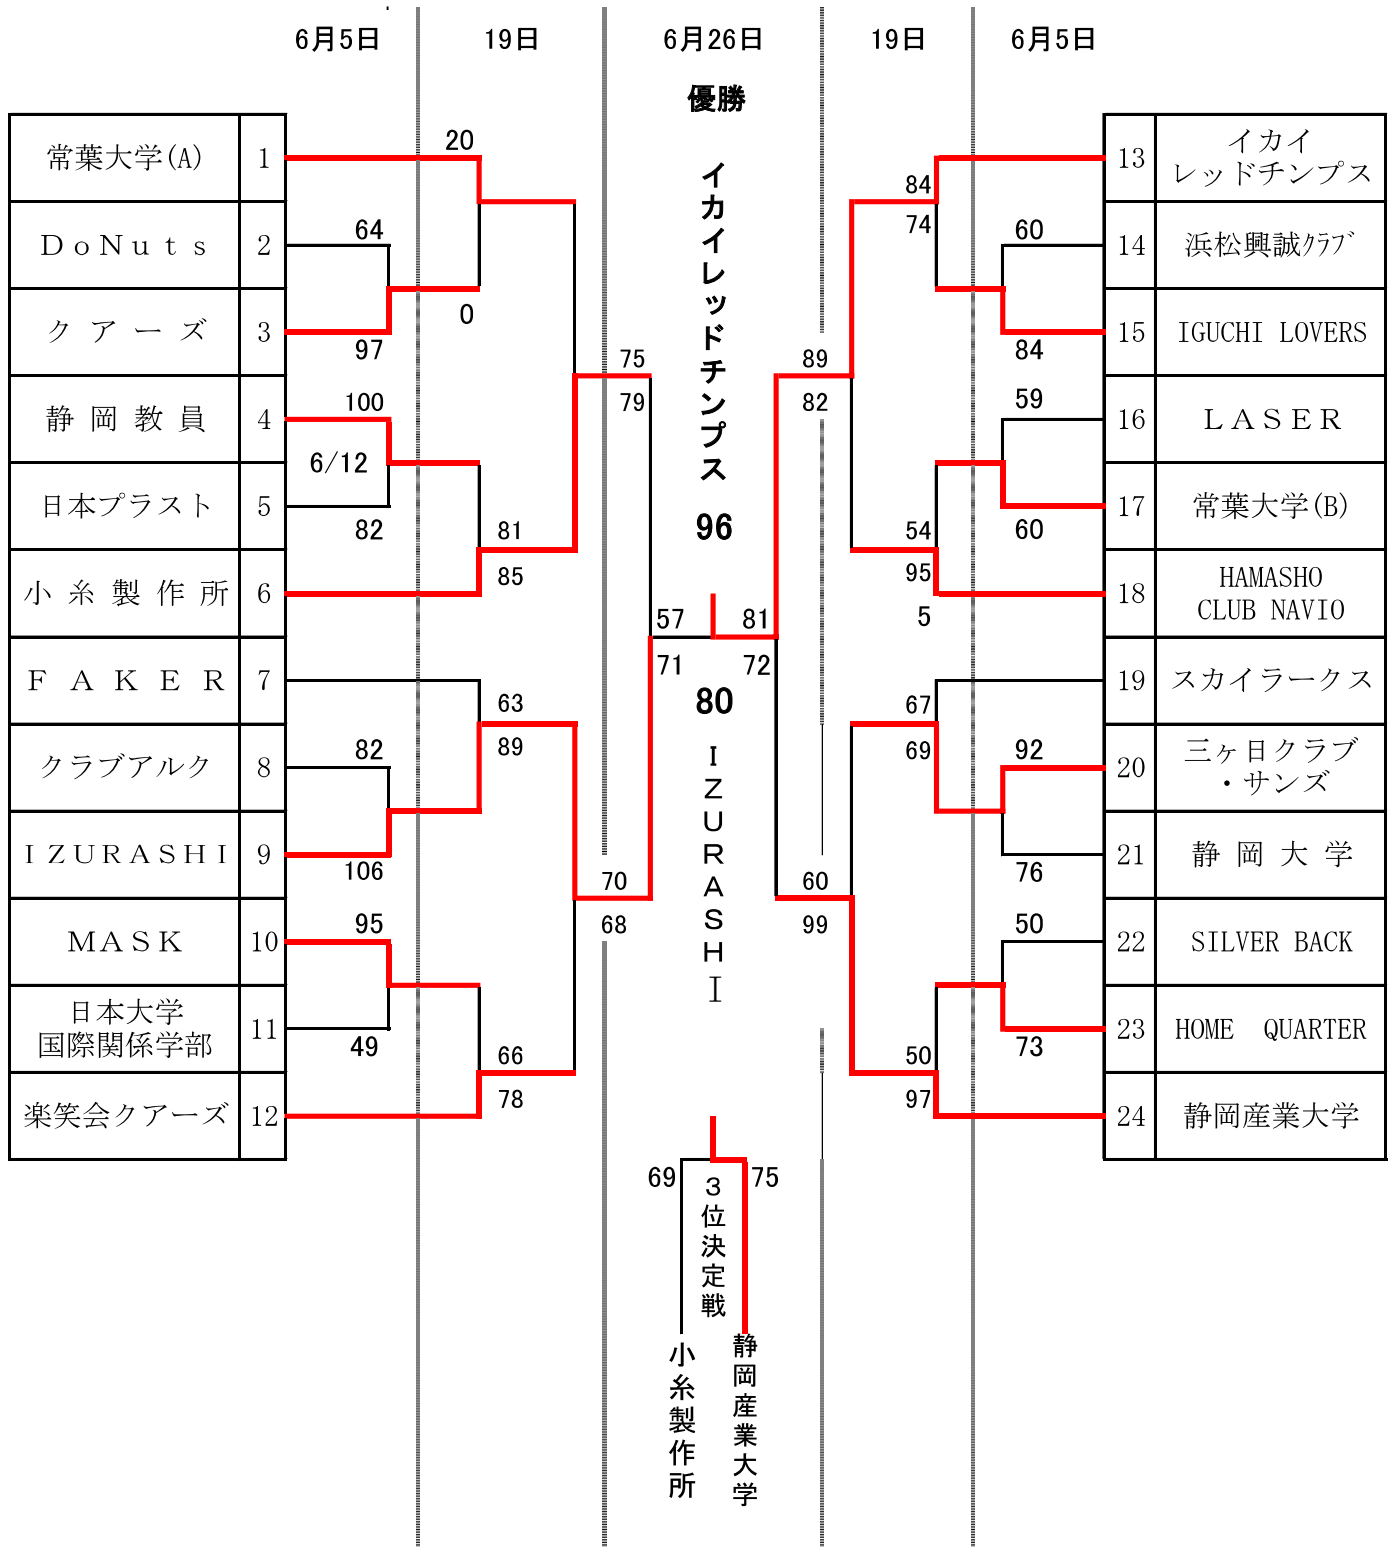 6月5日
19日
6月26日
19日
6月5日
優勝
イカイレッドチンプス
96
80
IZURASHI
常葉大学(A) 1
DoNuts 2
クアーズ 3
静岡教員 4
日本プラスト 5
小糸製作所 6
FAKER 7
クラブアルク 8
IZURASHI 9
MASK 10
日本大学
国際関係学部 11
楽笑会クアーズ 12
64
97
100
6/12
82
82
106
95
49
20
0
81
85
63
89
66
78
75
79
70
68
57
71
81
72
89
82
60
99
84
74
54
95
5
67
69
50
97
60
84
59
60
92
76
50
73
13 イカイ
レッドチンプス
14 浜松興誠クラブ
15 IGUCHI LOVERS
16 LASER
17 常葉大学(B)
18 HAMASHO
CLUB NAVIO
19 スカイラークス
20 三ヶ日クラブ
・サンズ
21 静岡大学
22 SILVER BACK
23 HOME QUARTER
24 静岡産業大学
69
75
3位決定戦
小糸製作所
静岡産業大学